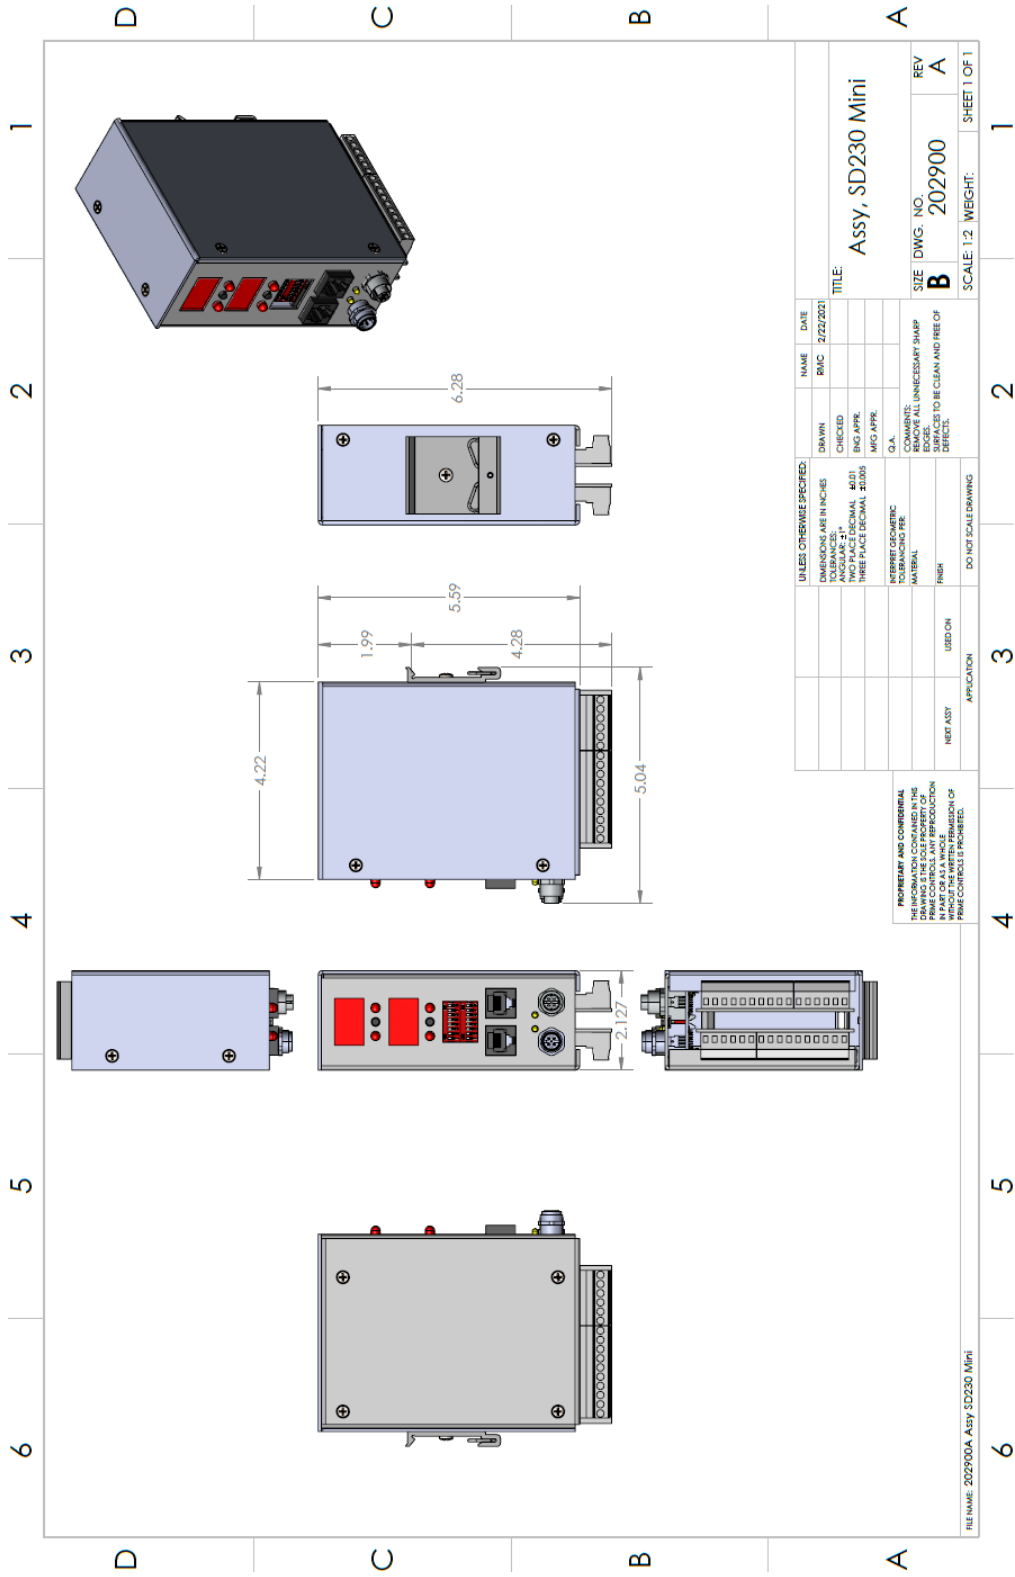 6
5
4
3
2
1
D
D
C
C
B
B
A
A
6
5
4
3
2
1
4.22
1.99
5.59
4.28
5.04
6.28
2.127
PROPRIETARY AND CONFIDENTIAL
THE INFORMATION CONTAINED IN THIS
DRAWING IS THE SOLE PROPERTY OF
PRIME CONTROLS. ANY REPRODUCTION
IN PART OR AS A WHOLE
WITHOUT THE WRITTEN PERMISSION OF
PRIME CONTROLS IS PROHIBITED.
NEXT ASSY
USED ON
APPLICATION
UNLESS OTHERWISE SPECIFIED:
DIMENSIONS ARE IN INCHES
TOLERANCES:
ANGULAR: ±1°
TWO PLACE DECIMAL ±0.01
THREE PLACE DECIMAL ±0.005
INTERPRET GEOMETRIC
TOLERANCING PER:
MATERIAL
FINISH
DO NOT SCALE DRAWING
NAME
DATE
DRAWN
RMC
2/22/2021
CHECKED
ENG APPR.
MFG APPR.
Q.A.
COMMENTS:
REMOVE ALL UNNECESSARY SHARP
EDGES.
SURFACES TO BE CLEAN AND FREE OF
DEFECTS.
TITLE:
Assy, SD230 Mini
SIZE
DWG. NO.
REV
B
202900
A
SCALE: 1:2
WEIGHT:
SHEET 1 OF 1
FILE NAME: 202900A Assy SD230 Mini